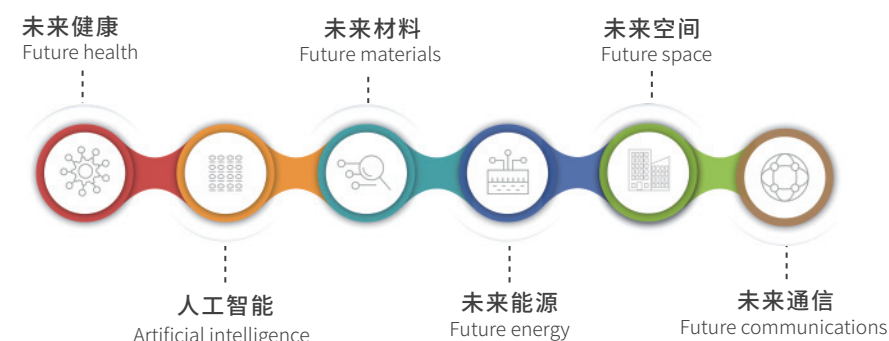 未来健康
Future health
未来材料
Future materials
未来空间
Future space
人工智能
Artificial intelligence
未来能源
Future energy
未来通信
Future communications